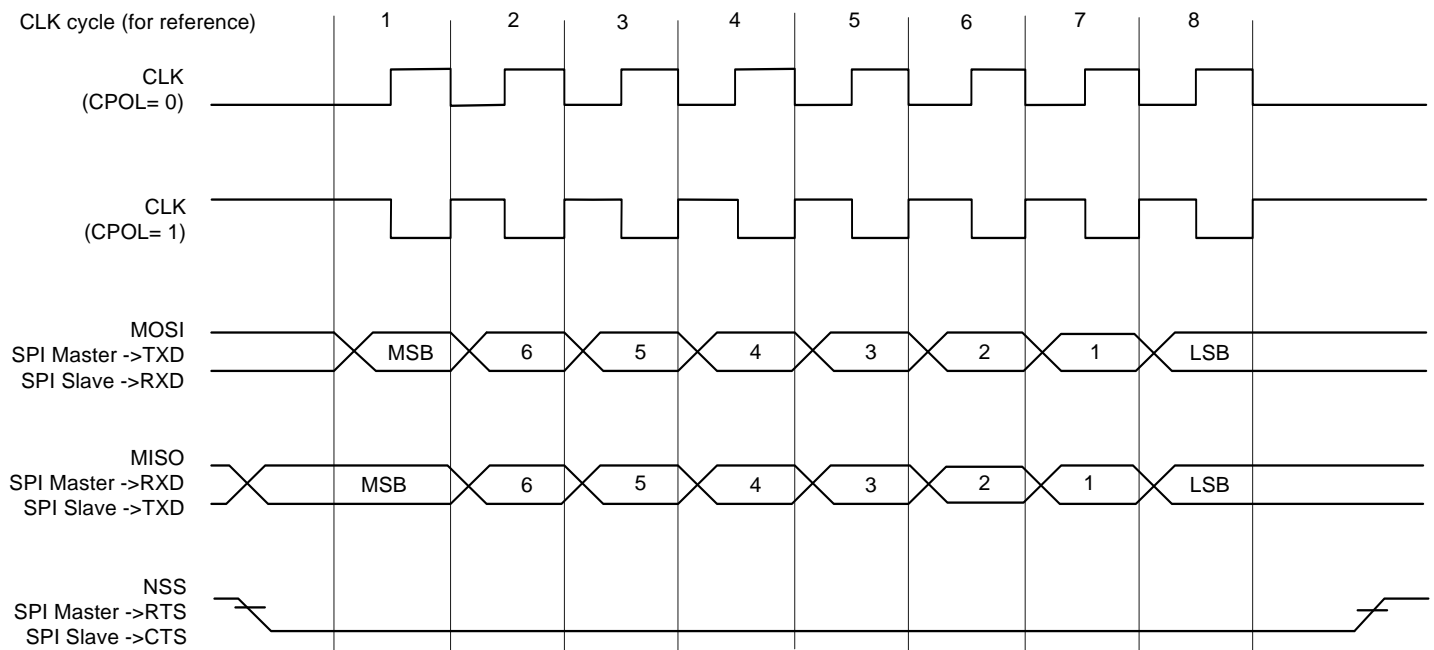 CLK cycle (for reference) 1 2 3 4 5 6 7 8
CLK
(CPOL= 0)
CLK
(CPOL= 1)
MOSI
SPI Master ->TXD
SPI Slave ->RXD
MSB 6 5 4 3 2 1 LSB
MISO
SPI Master ->RXD
SPI Slave ->TXD
MSB 6 5 4 3 2 1 LSB
NSS
SPI Master ->RTS
SPI Slave ->CTS